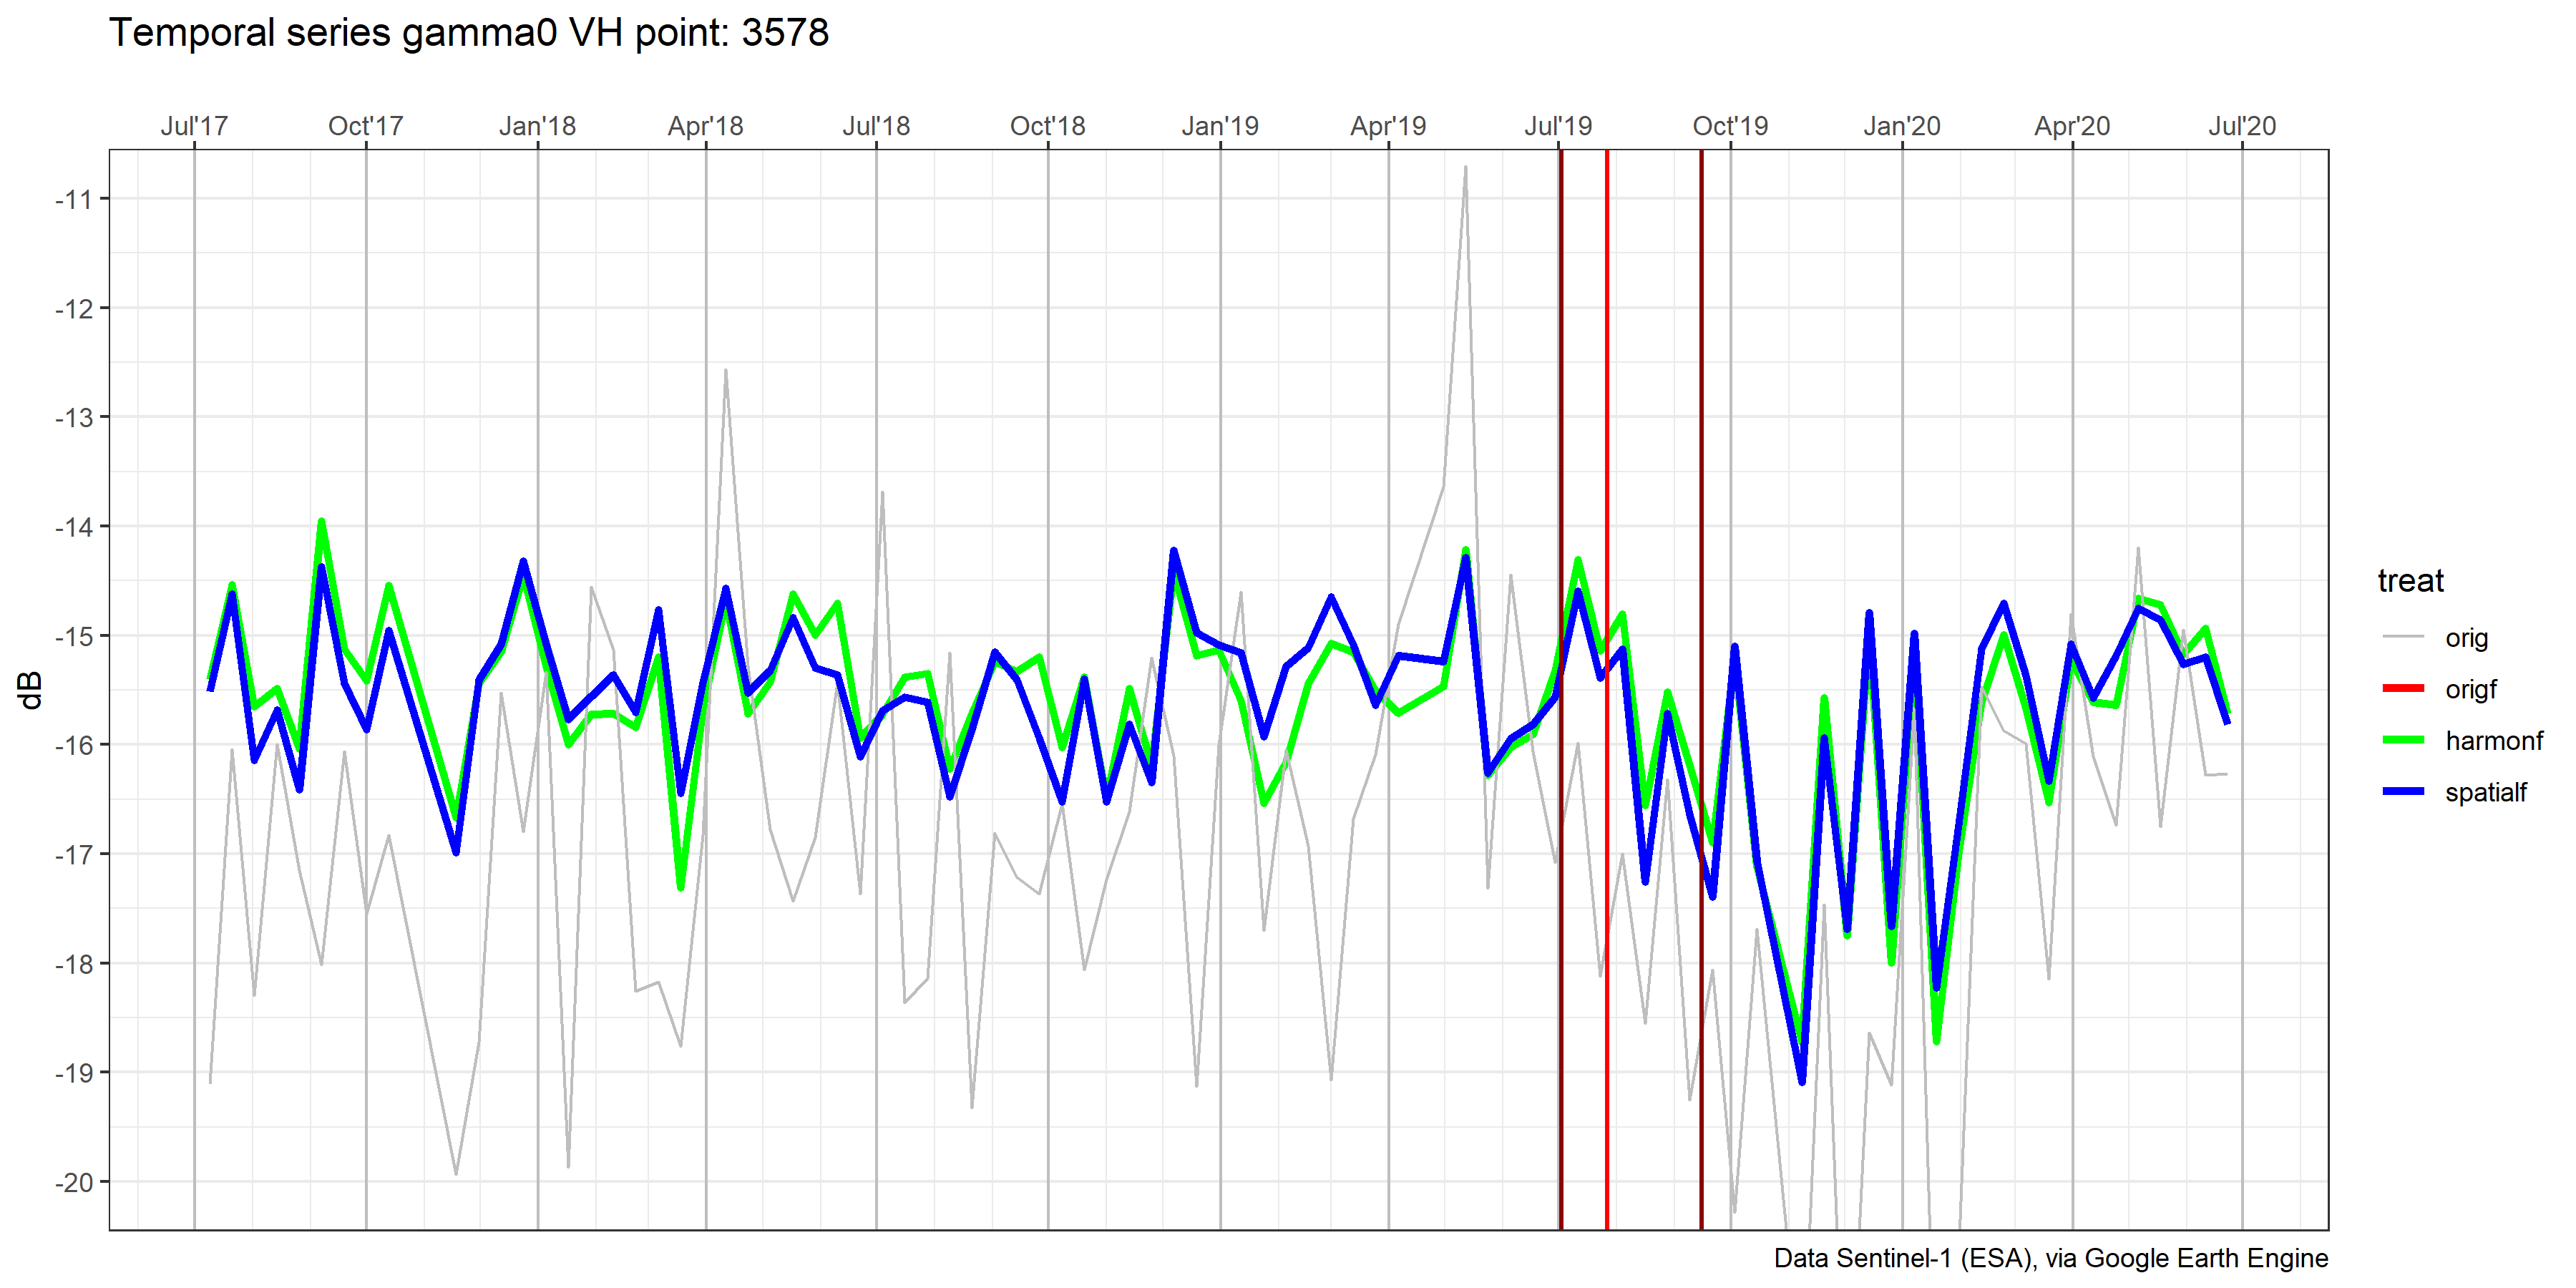 Temporal series gamma0 VH point: 3578
Jul'17 Oct'17 Jan'18 Apr'18 Jul'18 Oct'18 Jan'19 Apr'19 Jul'19 Oct'19 Jan'20 Apr'20 Jul'20
-11
-12
-13
-14
-15
-16
-17
-18
-19
-20
dB
treat
orig
origf
harmonf
spatialf
Data Sentinel-1 (ESA), via Google Earth Engine